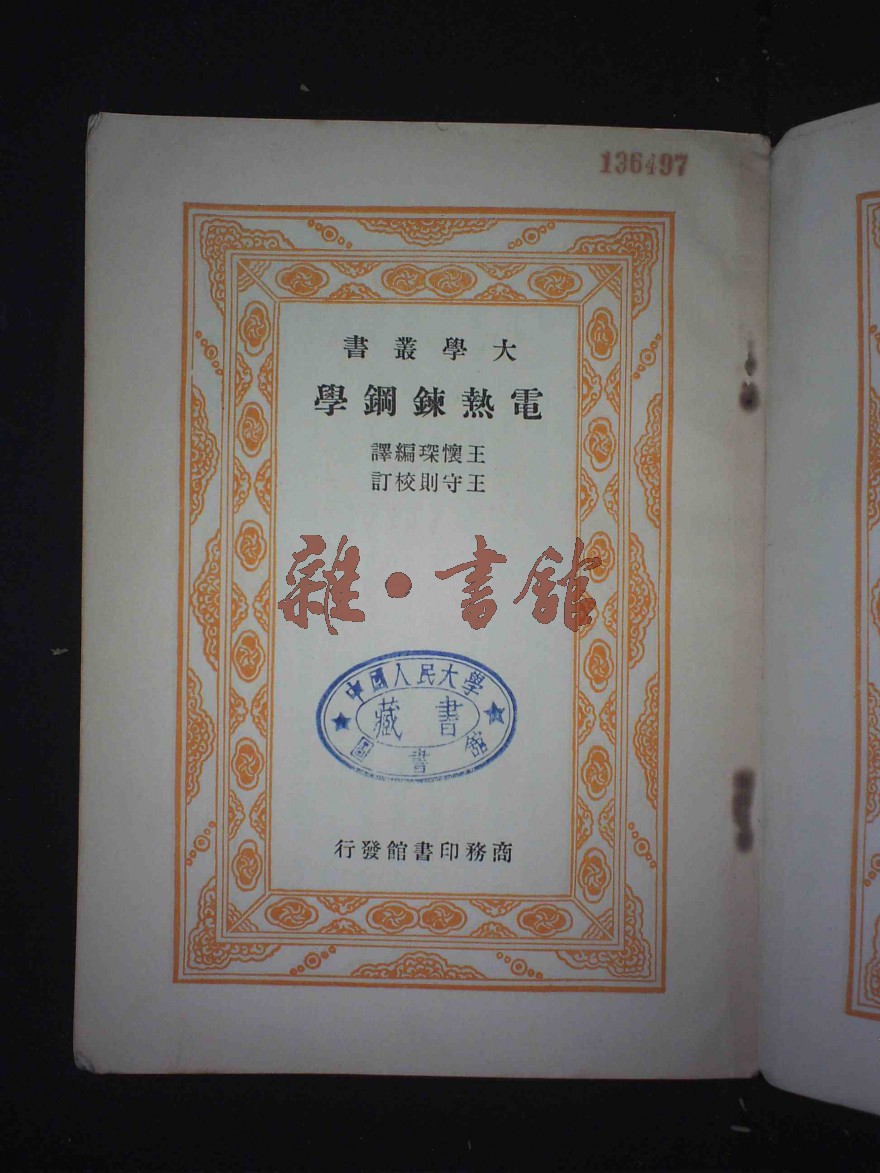 136497
大學叢書
電熱鍊鋼學
王懷琛編譯
王守則校訂
雜·書館
中國人民大學
藏書
圖書館
商務印書館發行